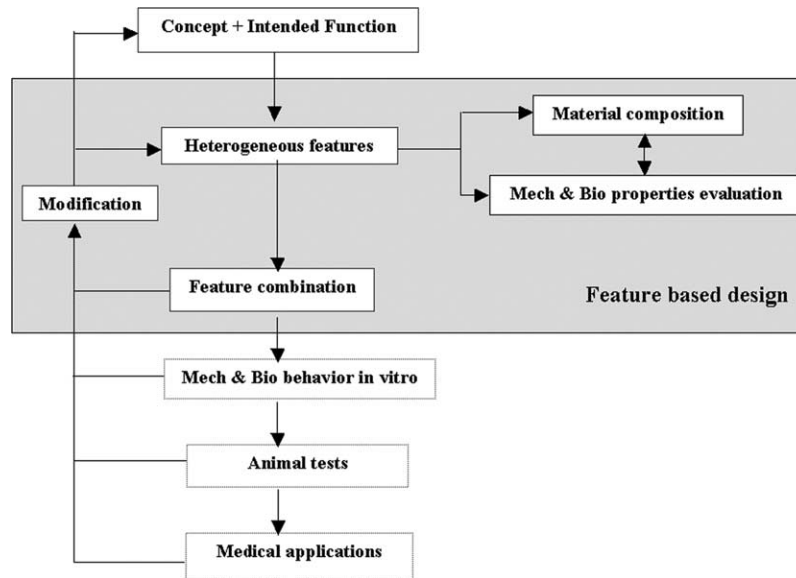 Concept + Intended Function
Material composition
Heterogeneous features
Mech & Bio properties evaluation
Modification
Feature combination
Feature based design
Mech & Bio behavior in vitro
Animal tests
Medical applications